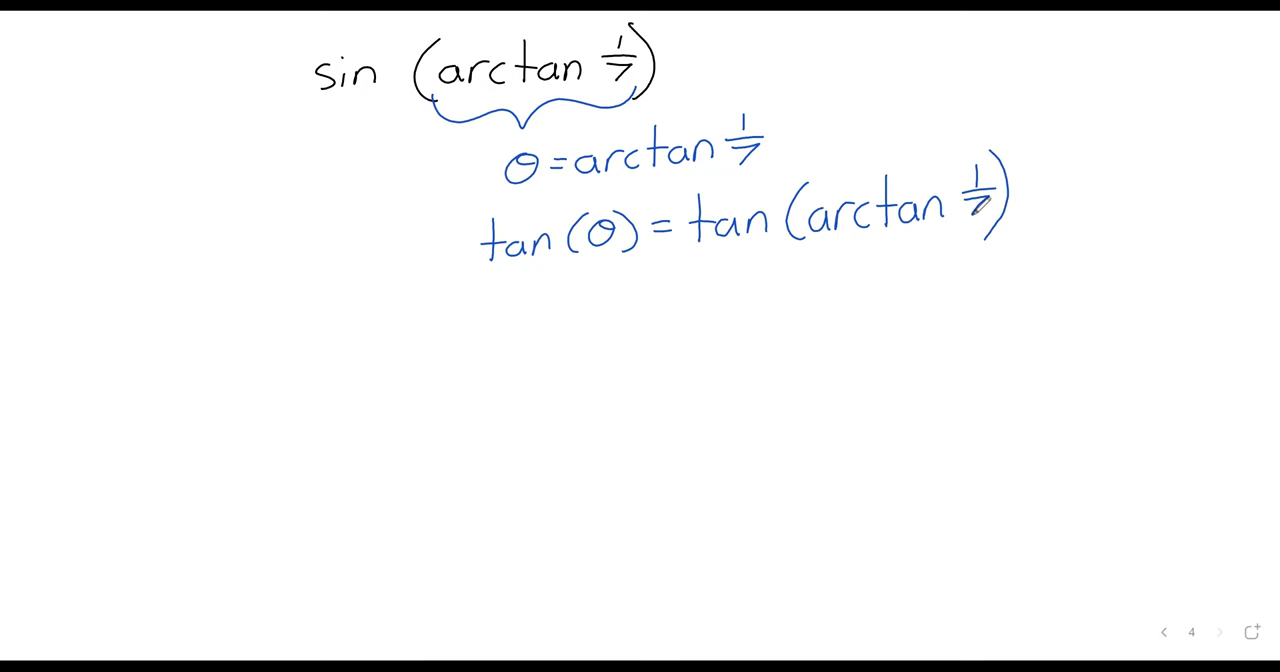 sin (arctan 1/7)
θ = arctan 1/7
tan (θ) = tan (arctan 1/7)
< 4 >